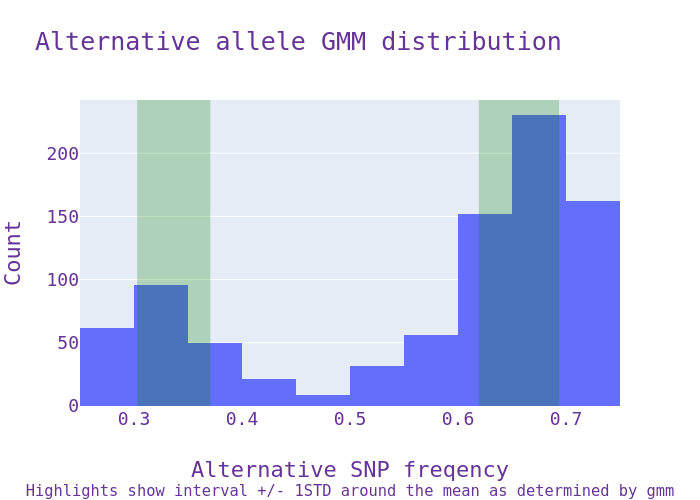 Alternative allele GMM distribution
200
150
100
50
0
Count
0.3 0.4 0.5 0.6 0.7
Alternative SNP freqency
Highlights show interval +/- 1STD around the mean as determined by gmm